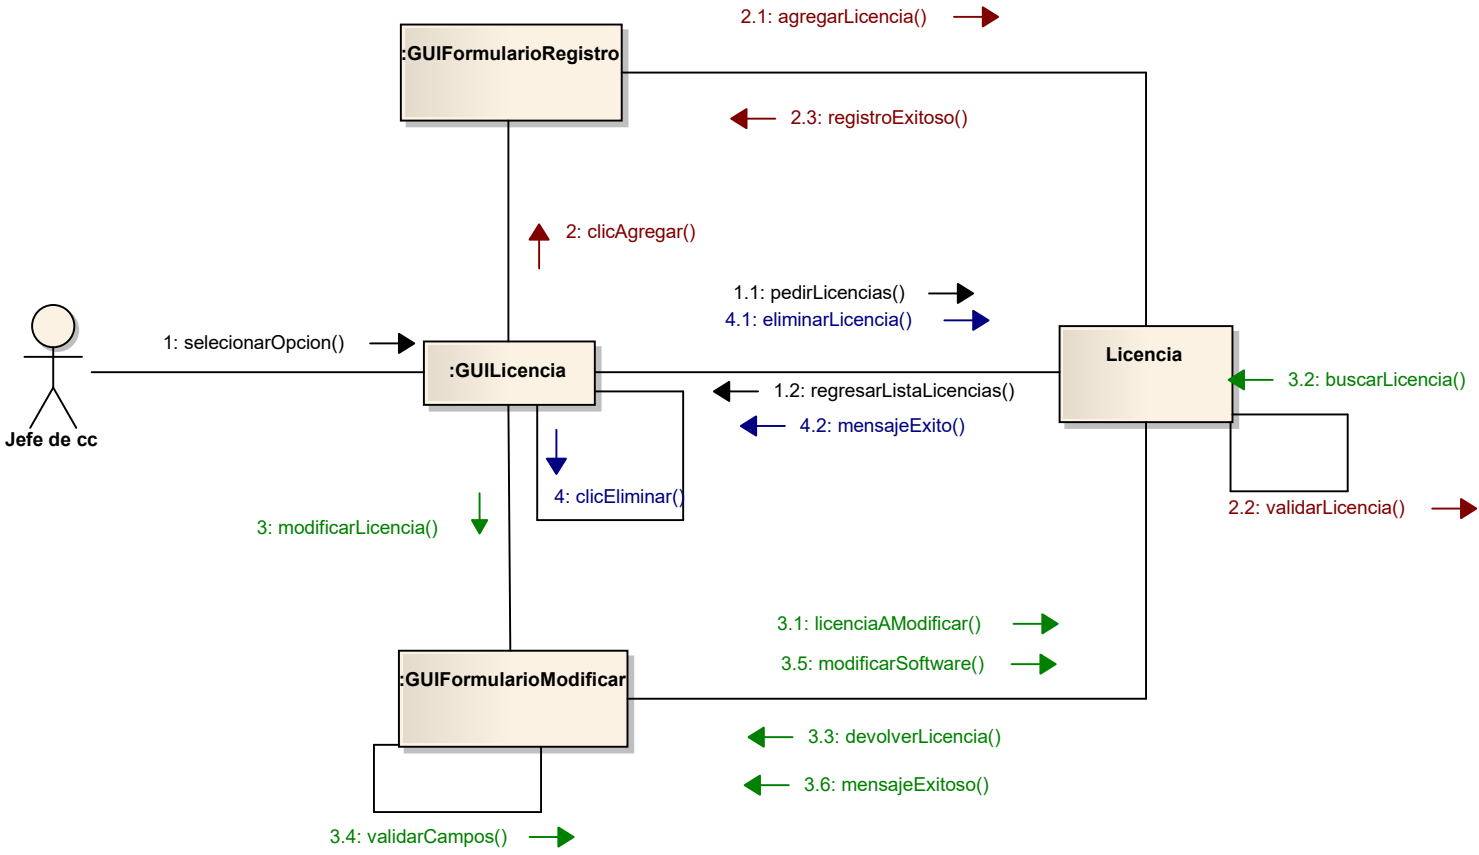 2.1: agregarLicencia()
:GUIFormularioRegistro
2.3: registroExitoso()
2: clicAgregar()
1.1: pedirLicencias()
4.1: eliminarLicencia()
1: selecionarOpcion()
:GUILicencia
Licencia
3.2: buscarLicencia()
1.2: regresarListaLicencias()
4.2: mensajeExito()
Jefe de cc
4: clicEliminar()
2.2: validarLicencia()
3: modificarLicencia()
3.1: licenciaAModificar()
3.5: modificarSoftware()
:GUIFormularioModificar
3.3: devolverLicencia()
3.6: mensajeExitoso()
3.4: validarCampos()